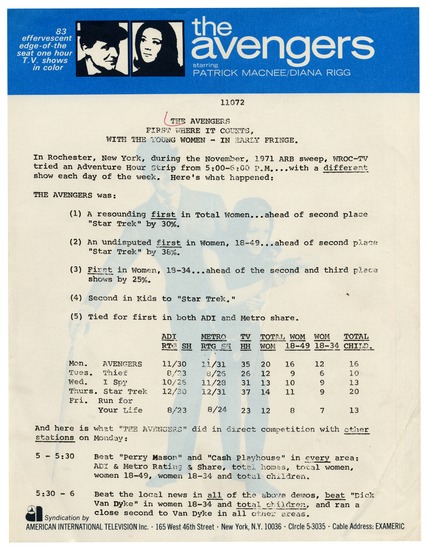 83
effervescent
edge-of-the
seat one hour
T.V. shows
in color
the
avengers
starring
PATRICK MACNEE/DIANA RIGG
11072
THE AVENGERS
FIRST WHERE IT COUNTS,
WITH THE YOUNG WOMEN - IN EARLY FRINGE.
In Rochester, New York, during the November, 1971 ARB sweep, WROC-TV
tried an Adventure Hour Strip from 5:00-6:00 P.M....with a different
show each day of the week. Here's what happened:
THE AVENGERS was:
(1) A resounding first in Total Women...ahead of second place
"Star Trek" by 30%.
(2) An undisputed first in Women, 18-49...ahead of second place
"Star Trek" by 38%.
(3) First in Women, 18-34...ahead of the second and third place
shows by 25%.
(4) Second in Kids to "Star Trek."
(5) Tied for first in both ADI and Metro share.
ADI METRO TV TOTAL WOM WOM TOTAL
RTG SH RTG SH HH WOM 18-49 18-34 CHILD.
Mon. AVENGERS 11/30 11/31 35 20 16 12 16
Tues. Thief 8/23 8/26 26 12 9 6 10
Wed. I Spy 10/26 11/28 31 13 10 9 13
Thurs. Star Trek 12/30 12/31 37 14 11 9 20
Fri. Run for
Your Life 8/23 8/24 23 12 8 7 13
And here is what "THE AVENGERS" did in direct competition with other
stations on Monday:
5 - 5:30 Beat "Perry Mason" and "Cash Playhouse" in every area:
ADI & Metro Rating & Share, total homes, total women,
women 18-49, women 18-34 and total children.
5:30 - 6 Beat the local news in all of the above demos, beat "Dick
Van Dyke" in women 18-34 and total children, and ran a
close second to Van Dyke in all other areas.
Syndication by
AMERICAN INTERNATIONAL TELEVISION Inc. · 165 West 46th Street · New York, N.Y. 10036 · CIrcle 5-3035 · Cable Address: EXAMERIC